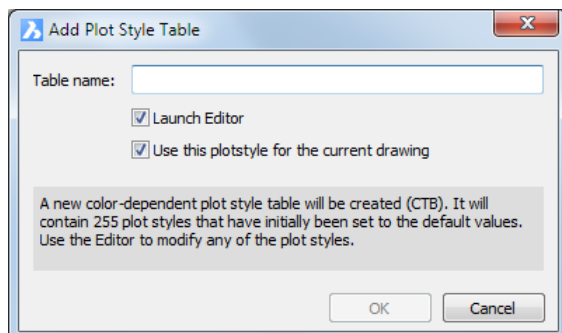 Add Plot Style Table
Table name:
Launch Editor
Use this plotstyle for the current drawing
A new color-dependent plot style table will be created (CTB). It will
contain 255 plot styles that have initially been set to the default values.
Use the Editor to modify any of the plot styles.
OK Cancel